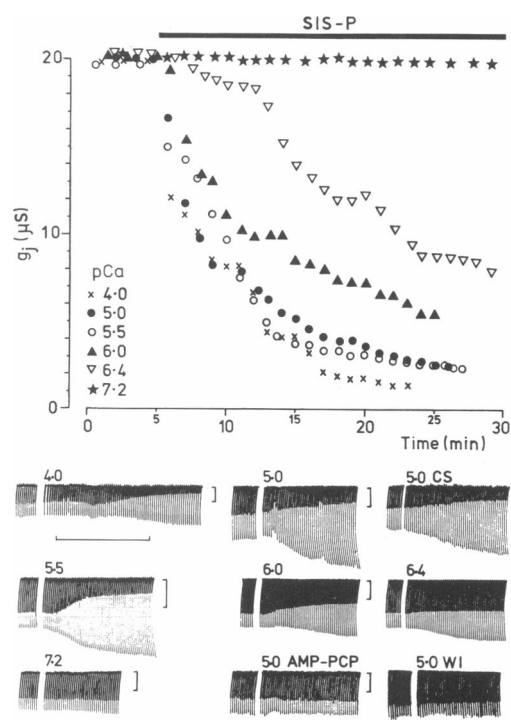 SIS-P
20
10
0
gj (μS)
pCa
× 4·0
● 5·0
○ 5·5
▲ 6·0
▽ 6·4
★ 7·2
0 5 10 15 20 25 30
Time (min)
4·0 5·0 5·0 CS
5·5 6·0 6·4
7·2 5·0 AMP-PCP 5·0 WI